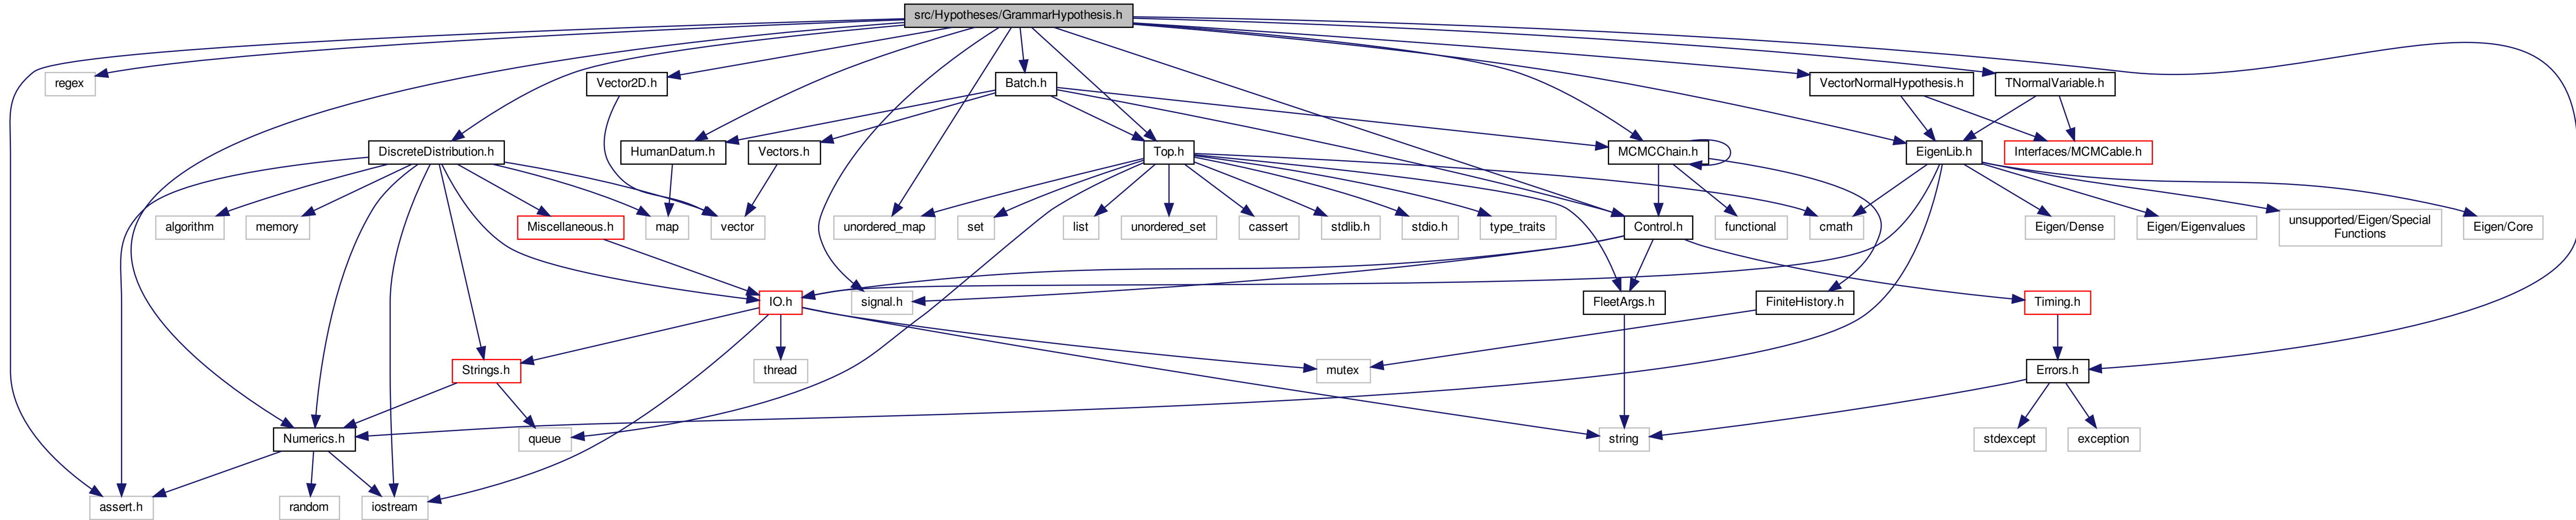 src/Hypotheses/GrammarHypothesis.h
regex
Vector2D.h
Batch.h
VectorNormalHypothesis.h
TNormalVariable.h
DiscreteDistribution.h
HumanDatum.h
Vectors.h
Top.h
MCMCChain.h
EigenLib.h
Interfaces/MCMCable.h
algorithm
memory
Miscellaneous.h
map
vector
unordered_map
set
list
unordered_set
cassert
stdlib.h
stdio.h
type_traits
Control.h
functional
cmath
Eigen/Dense
Eigen/Eigenvalues
unsupported/Eigen/Special
Functions
Eigen/Core
IO.h
signal.h
FleetArgs.h
FiniteHistory.h
Timing.h
Strings.h
thread
mutex
Errors.h
Numerics.h
queue
string
stdexcept
exception
assert.h
random
iostream